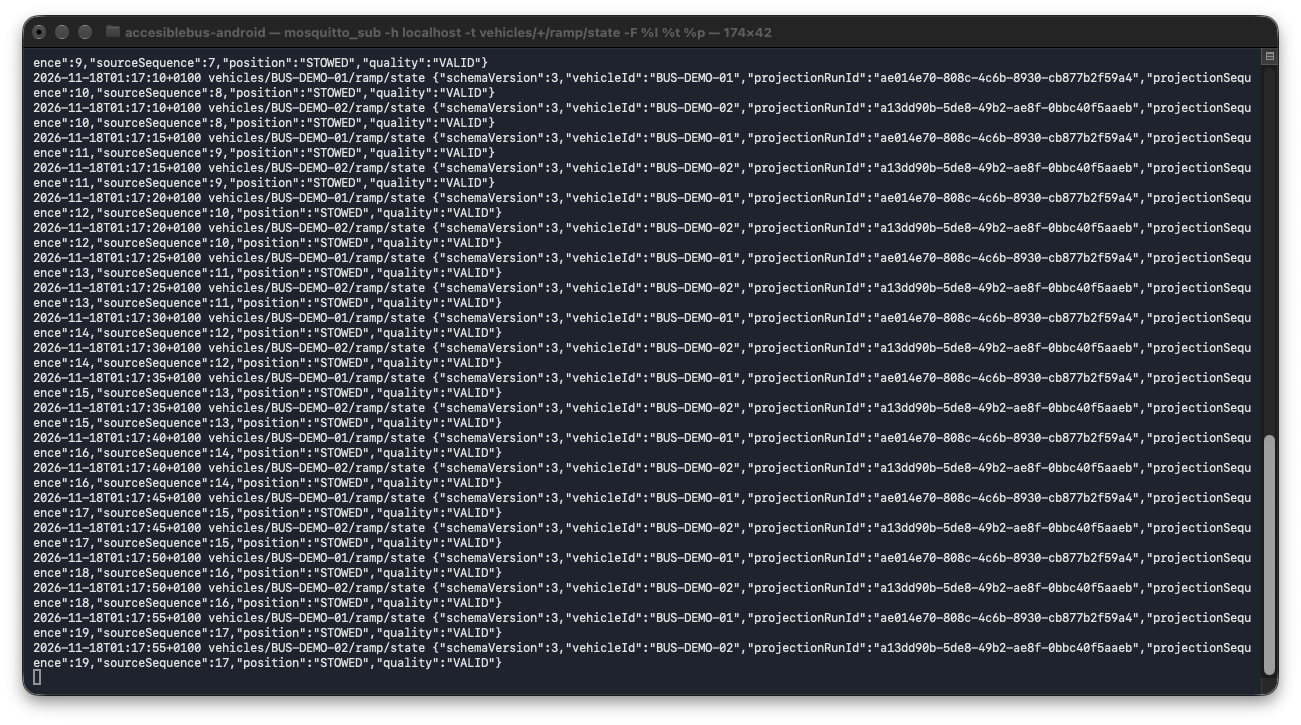 accesiblebus-android — mosquitto_sub -h localhost -t vehicles/+/ramp/state -F %I %t %p — 174×42
ence":9,"sourceSequence":7,"position":"STOWED","quality":"VALID"}
2026-11-18T01:17:10+0100 vehicles/BUS-DEMO-01/ramp/state {"schemaVersion":3,"vehicleId":"BUS-DEMO-01","projectionRunId":"ae014e70-808c-4c6b-8930-cb877b2f59a4","projectionSequ
ence":10,"sourceSequence":8,"position":"STOWED","quality":"VALID"}
2026-11-18T01:17:10+0100 vehicles/BUS-DEMO-02/ramp/state {"schemaVersion":3,"vehicleId":"BUS-DEMO-02","projectionRunId":"a13dd90b-5de8-49b2-ae8f-0bbc40f5aaeb","projectionSequ
ence":10,"sourceSequence":8,"position":"STOWED","quality":"VALID"}
2026-11-18T01:17:15+0100 vehicles/BUS-DEMO-01/ramp/state {"schemaVersion":3,"vehicleId":"BUS-DEMO-01","projectionRunId":"ae014e70-808c-4c6b-8930-cb877b2f59a4","projectionSequ
ence":11,"sourceSequence":9,"position":"STOWED","quality":"VALID"}
2026-11-18T01:17:15+0100 vehicles/BUS-DEMO-02/ramp/state {"schemaVersion":3,"vehicleId":"BUS-DEMO-02","projectionRunId":"a13dd90b-5de8-49b2-ae8f-0bbc40f5aaeb","projectionSequ
ence":11,"sourceSequence":9,"position":"STOWED","quality":"VALID"}
2026-11-18T01:17:20+0100 vehicles/BUS-DEMO-01/ramp/state {"schemaVersion":3,"vehicleId":"BUS-DEMO-01","projectionRunId":"ae014e70-808c-4c6b-8930-cb877b2f59a4","projectionSequ
ence":12,"sourceSequence":10,"position":"STOWED","quality":"VALID"}
2026-11-18T01:17:20+0100 vehicles/BUS-DEMO-02/ramp/state {"schemaVersion":3,"vehicleId":"BUS-DEMO-02","projectionRunId":"a13dd90b-5de8-49b2-ae8f-0bbc40f5aaeb","projectionSequ
ence":12,"sourceSequence":10,"position":"STOWED","quality":"VALID"}
2026-11-18T01:17:25+0100 vehicles/BUS-DEMO-01/ramp/state {"schemaVersion":3,"vehicleId":"BUS-DEMO-01","projectionRunId":"ae014e70-808c-4c6b-8930-cb877b2f59a4","projectionSequ
ence":13,"sourceSequence":11,"position":"STOWED","quality":"VALID"}
2026-11-18T01:17:25+0100 vehicles/BUS-DEMO-02/ramp/state {"schemaVersion":3,"vehicleId":"BUS-DEMO-02","projectionRunId":"a13dd90b-5de8-49b2-ae8f-0bbc40f5aaeb","projectionSequ
ence":13,"sourceSequence":11,"position":"STOWED","quality":"VALID"}
2026-11-18T01:17:30+0100 vehicles/BUS-DEMO-01/ramp/state {"schemaVersion":3,"vehicleId":"BUS-DEMO-01","projectionRunId":"ae014e70-808c-4c6b-8930-cb877b2f59a4","projectionSequ
ence":14,"sourceSequence":12,"position":"STOWED","quality":"VALID"}
2026-11-18T01:17:30+0100 vehicles/BUS-DEMO-02/ramp/state {"schemaVersion":3,"vehicleId":"BUS-DEMO-02","projectionRunId":"a13dd90b-5de8-49b2-ae8f-0bbc40f5aaeb","projectionSequ
ence":14,"sourceSequence":12,"position":"STOWED","quality":"VALID"}
2026-11-18T01:17:35+0100 vehicles/BUS-DEMO-01/ramp/state {"schemaVersion":3,"vehicleId":"BUS-DEMO-01","projectionRunId":"ae014e70-808c-4c6b-8930-cb877b2f59a4","projectionSequ
ence":15,"sourceSequence":13,"position":"STOWED","quality":"VALID"}
2026-11-18T01:17:35+0100 vehicles/BUS-DEMO-02/ramp/state {"schemaVersion":3,"vehicleId":"BUS-DEMO-02","projectionRunId":"a13dd90b-5de8-49b2-ae8f-0bbc40f5aaeb","projectionSequ
ence":15,"sourceSequence":13,"position":"STOWED","quality":"VALID"}
2026-11-18T01:17:40+0100 vehicles/BUS-DEMO-01/ramp/state {"schemaVersion":3,"vehicleId":"BUS-DEMO-01","projectionRunId":"ae014e70-808c-4c6b-8930-cb877b2f59a4","projectionSequ
ence":16,"sourceSequence":14,"position":"STOWED","quality":"VALID"}
2026-11-18T01:17:40+0100 vehicles/BUS-DEMO-02/ramp/state {"schemaVersion":3,"vehicleId":"BUS-DEMO-02","projectionRunId":"a13dd90b-5de8-49b2-ae8f-0bbc40f5aaeb","projectionSequ
ence":16,"sourceSequence":14,"position":"STOWED","quality":"VALID"}
2026-11-18T01:17:45+0100 vehicles/BUS-DEMO-01/ramp/state {"schemaVersion":3,"vehicleId":"BUS-DEMO-01","projectionRunId":"ae014e70-808c-4c6b-8930-cb877b2f59a4","projectionSequ
ence":17,"sourceSequence":15,"position":"STOWED","quality":"VALID"}
2026-11-18T01:17:45+0100 vehicles/BUS-DEMO-02/ramp/state {"schemaVersion":3,"vehicleId":"BUS-DEMO-02","projectionRunId":"a13dd90b-5de8-49b2-ae8f-0bbc40f5aaeb","projectionSequ
ence":17,"sourceSequence":15,"position":"STOWED","quality":"VALID"}
2026-11-18T01:17:50+0100 vehicles/BUS-DEMO-01/ramp/state {"schemaVersion":3,"vehicleId":"BUS-DEMO-01","projectionRunId":"ae014e70-808c-4c6b-8930-cb877b2f59a4","projectionSequ
ence":18,"sourceSequence":16,"position":"STOWED","quality":"VALID"}
2026-11-18T01:17:50+0100 vehicles/BUS-DEMO-02/ramp/state {"schemaVersion":3,"vehicleId":"BUS-DEMO-02","projectionRunId":"a13dd90b-5de8-49b2-ae8f-0bbc40f5aaeb","projectionSequ
ence":18,"sourceSequence":16,"position":"STOWED","quality":"VALID"}
2026-11-18T01:17:55+0100 vehicles/BUS-DEMO-01/ramp/state {"schemaVersion":3,"vehicleId":"BUS-DEMO-01","projectionRunId":"ae014e70-808c-4c6b-8930-cb877b2f59a4","projectionSequ
ence":19,"sourceSequence":17,"position":"STOWED","quality":"VALID"}
2026-11-18T01:17:55+0100 vehicles/BUS-DEMO-02/ramp/state {"schemaVersion":3,"vehicleId":"BUS-DEMO-02","projectionRunId":"a13dd90b-5de8-49b2-ae8f-0bbc40f5aaeb","projectionSequ
ence":19,"sourceSequence":17,"position":"STOWED","quality":"VALID"}